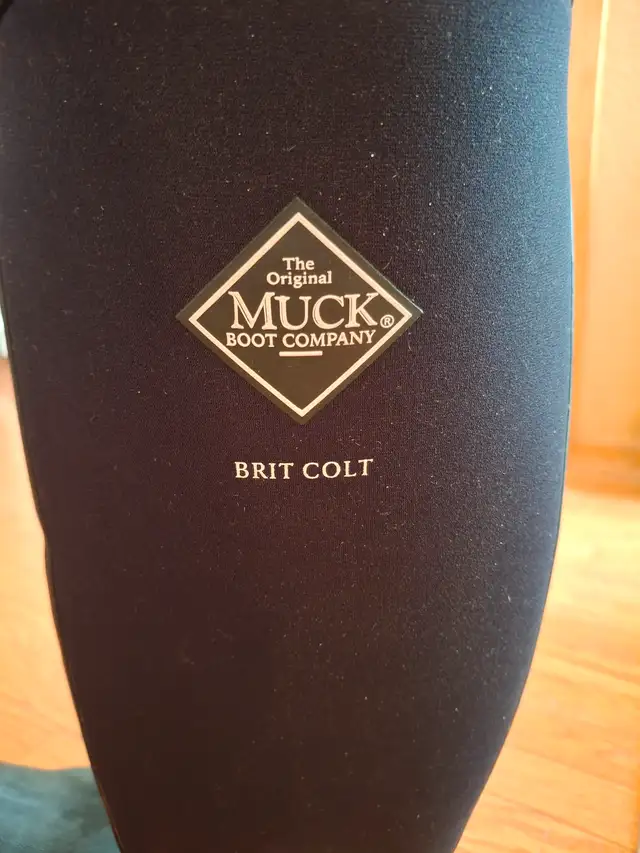 The
Original
MUCK®
BOOT COMPANY
BRIT COLT